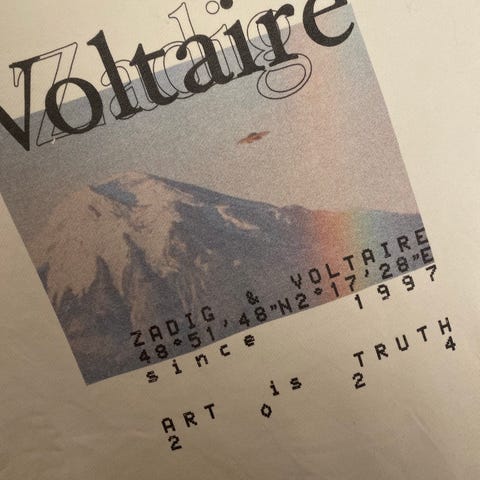 Zadig
Voltaire
ZADIG & VOLTAIRE
48°51'48"N2°17'28"E
since 1997
ART is TRUTH
2 0 2 4